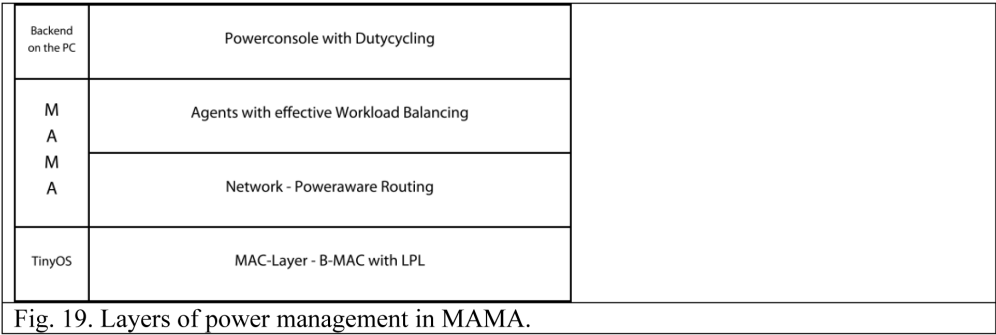 Backend
on the PC
Powerconsole with Dutycycling
M
A
M
A
Agents with effective Workload Balancing
Network - Poweraware Routing
TinyOS
MAC-Layer - B-MAC with LPL
Fig. 19. Layers of power management in MAMA.